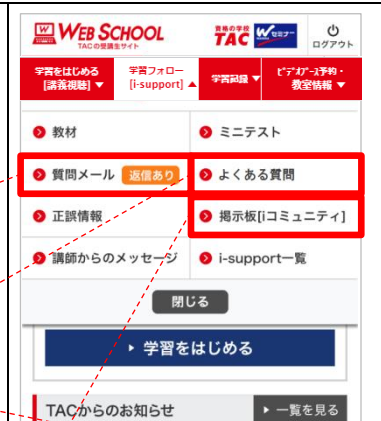 WEB SCHOOL
TACの受講生サイト
資格の学校
TAC
Wセミナー
ログアウト
学習をはじめる
[講義視聴] ▼
学習フォロー
[i-support] ▲
学習記録 ▼
ビデオブース予約・
教室情報 ▼
教材
ミニテスト
質問メール 返信あり
よくある質問
正誤情報
掲示板[iコミュニティ]
講師からのメッセージ
i-support一覧
閉じる
学習をはじめる
TACからのお知らせ
一覧を見る